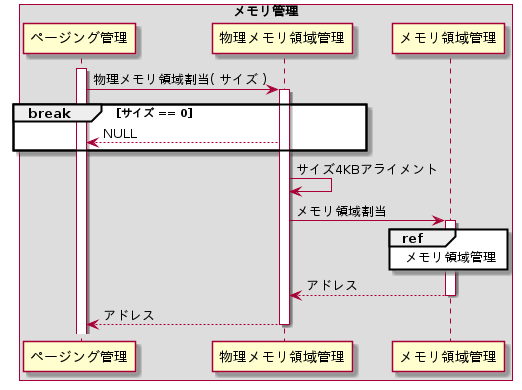 メモリ管理
ページング管理
物理メモリ領域管理
メモリ領域管理
物理メモリ領域割当( サイズ )
break
[サイズ == 0]
NULL
サイズ4KBアライメント
メモリ領域割当
ref
メモリ領域管理
アドレス
アドレス
ページング管理
物理メモリ領域管理
メモリ領域管理